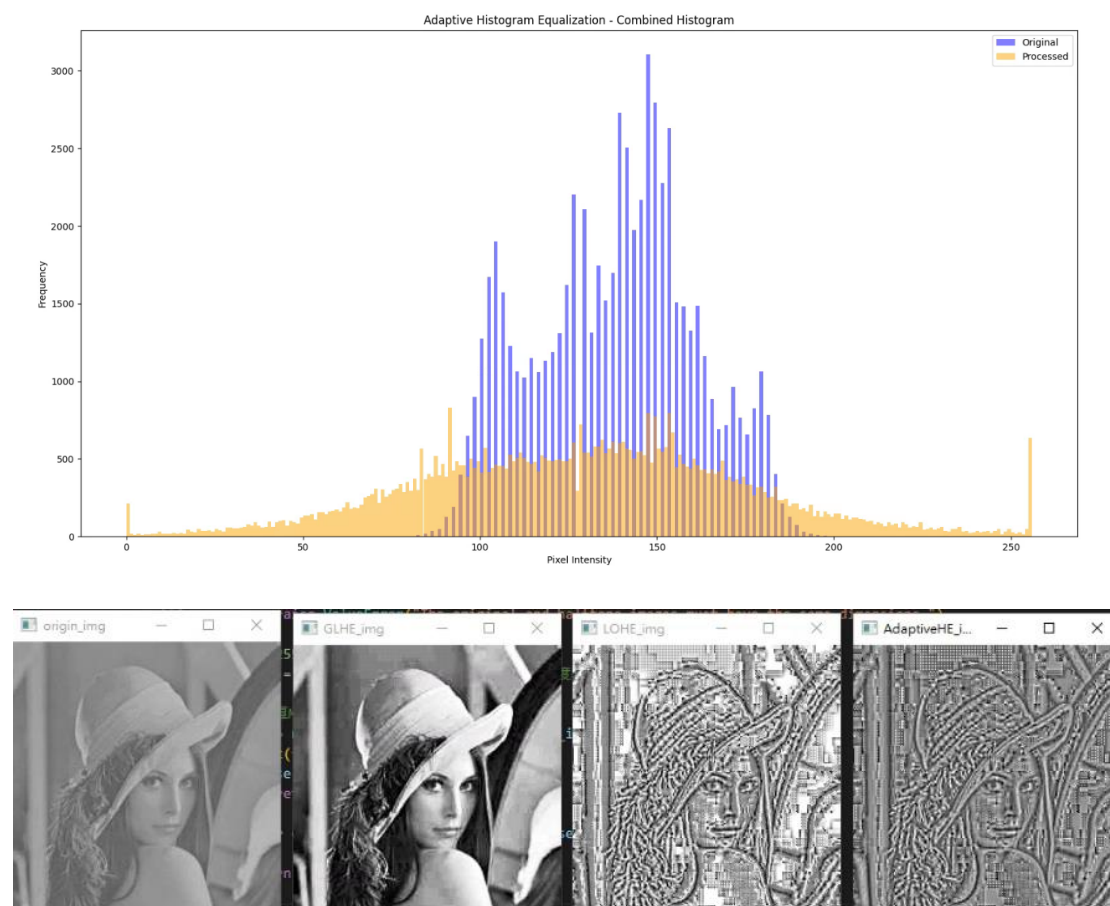 Adaptive Histogram Equalization - Combined Histogram
Original
Processed
3000
2500
2000
1500
1000
500
0
Frequency
0
50
100
150
200
250
Pixel Intensity
origin_img
GLHE_img
LOHE_img
AdaptiveHE_i...